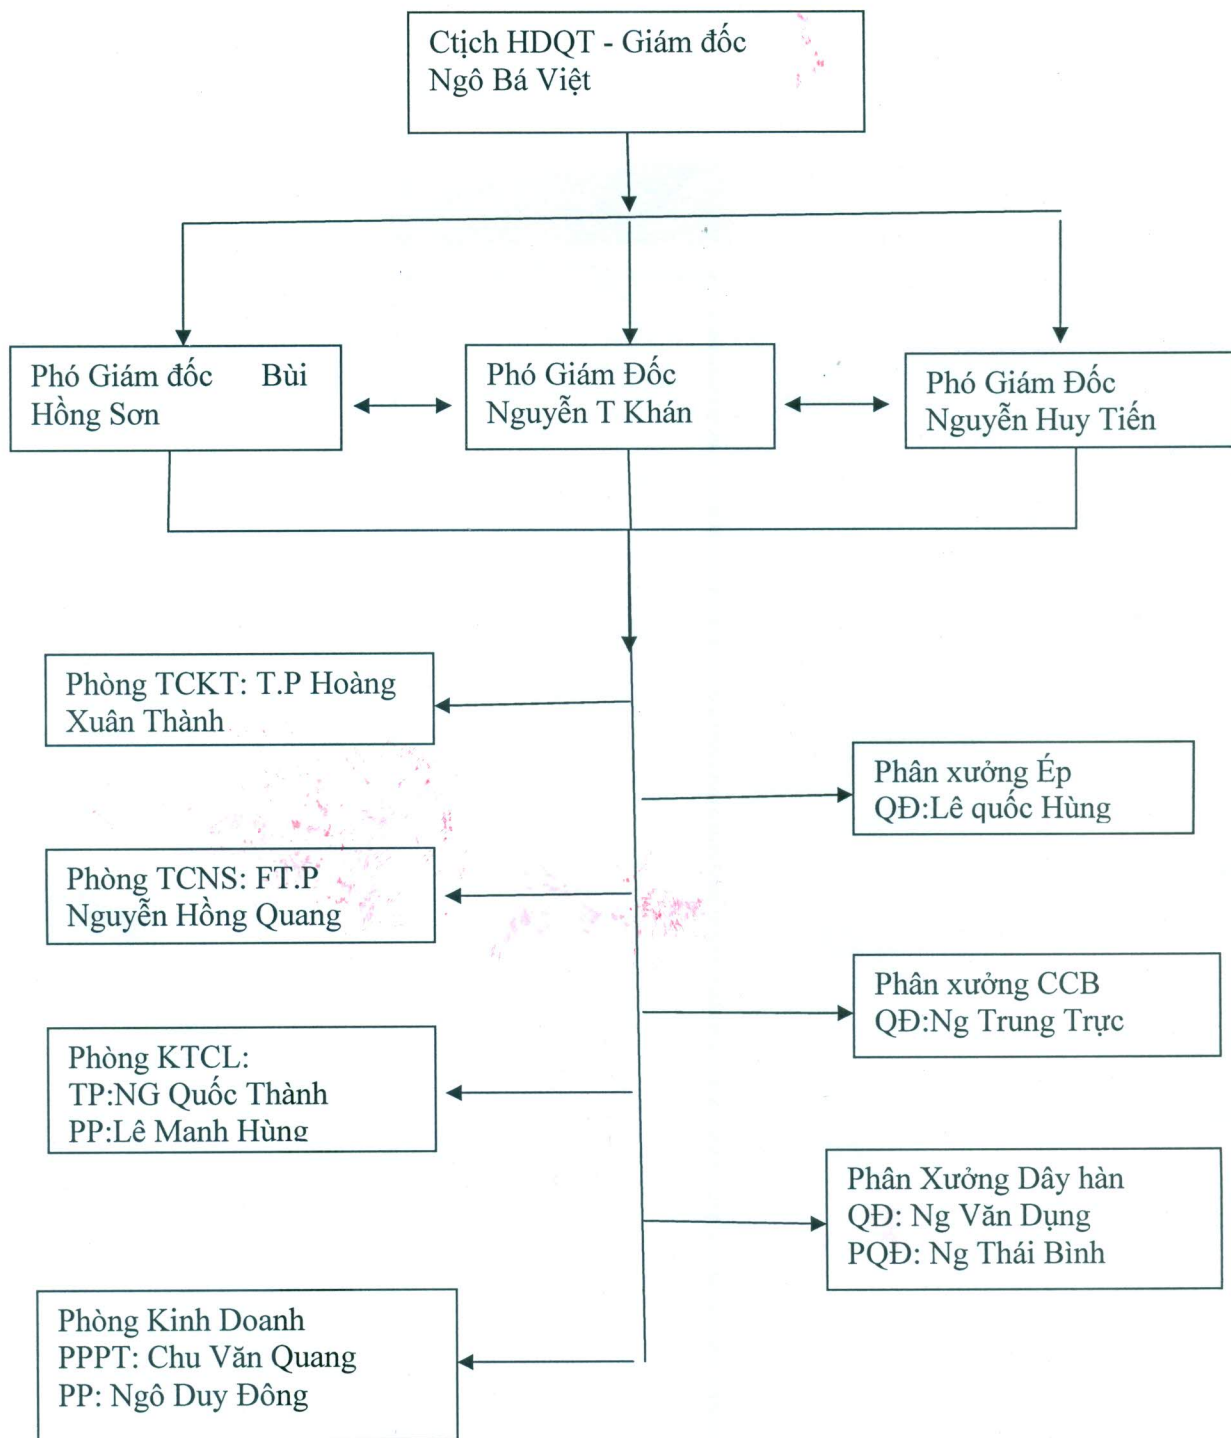 Ctịch HDQT - Giám đốc
Ngô Bá Việt
Phó Giám đốc Bùi
Hồng Sơn
Phó Giám Đốc
Nguyễn T Khán
Phó Giám Đốc
Nguyễn Huy Tiến
Phòng TCKT: T.P Hoàng
Xuân Thành
Phân xưởng Ép
QĐ:Lê quốc Hùng
Phòng TCNS: FT.P
Nguyễn Hồng Quang
Phân xưởng CCB
QĐ:Ng Trung Trực
Phòng KTCL:
TP:NG Quốc Thành
PP:Lê Manh Hùng
Phân Xưởng Dây hàn
QĐ: Ng Văn Dụng
PQĐ: Ng Thái Bình
Phòng Kinh Doanh
PPPT: Chu Văn Quang
PP: Ngô Duy Đông